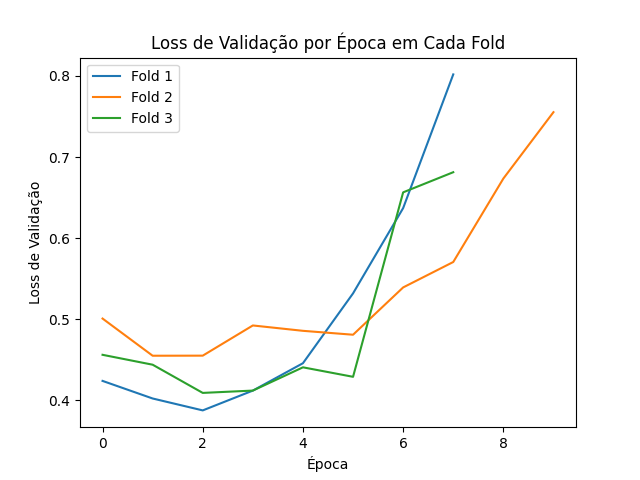 Loss de Validação por Época em Cada Fold
Fold 1
Fold 2
Fold 3
Loss de Validação
0.8
0.7
0.6
0.5
0.4
0 2 4 6 8
Época